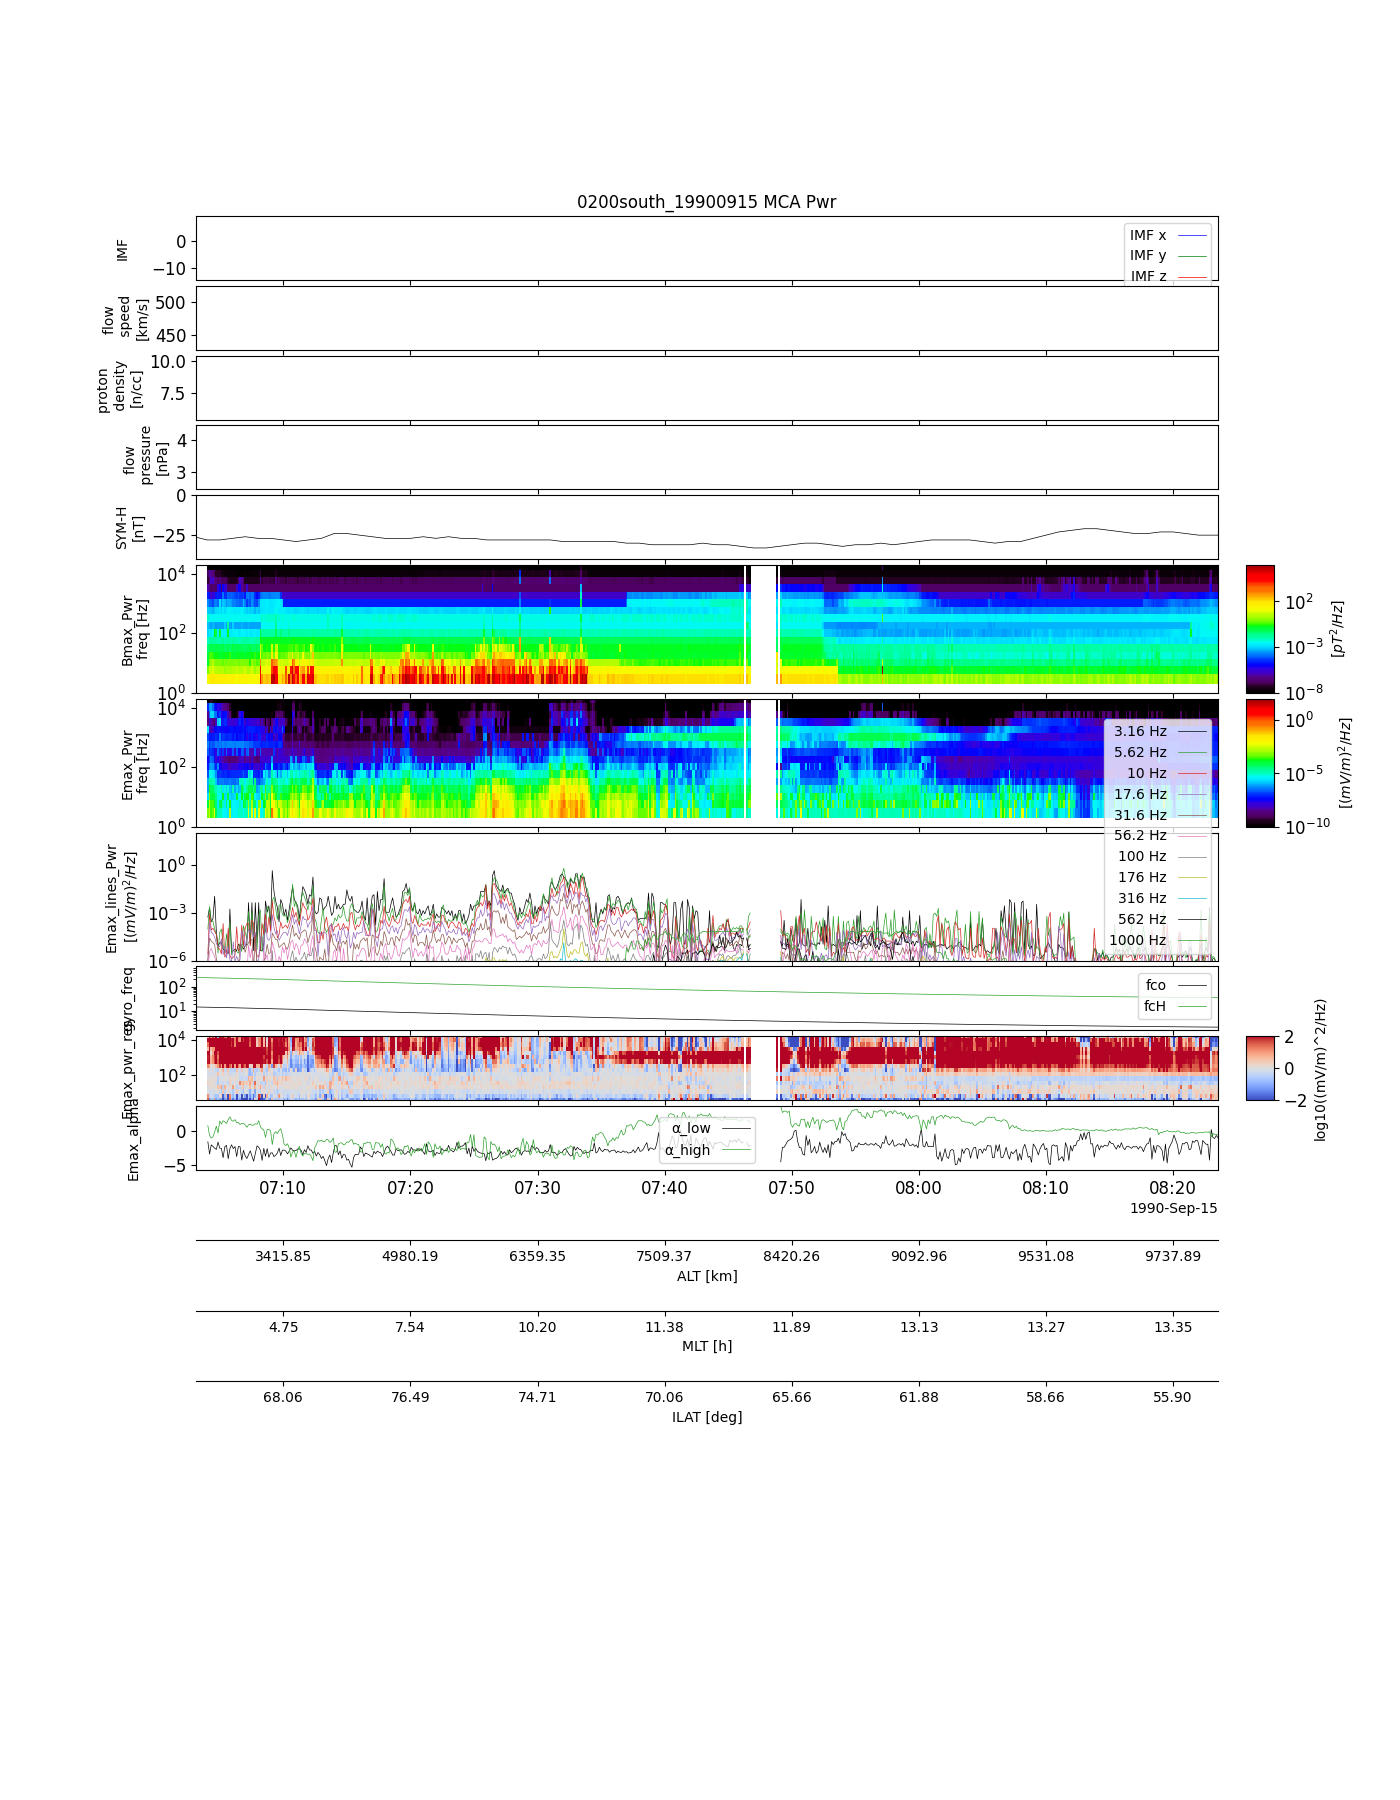 0200south_19900915 MCA Pwr
IMF
0
−10
IMF x
IMF y
IMF z
flow
speed
[km/s]
500
450
proton
density
[n/cc]
10.0
7.5
flow
pressure
[nPa]
4
3
SYM-H
[nT]
0
−25
Bmax_Pwr
freq [Hz]
10^4
10^2
10^0
10^2
10^−3
10^−8
[pT^2/Hz]
Emax_Pwr
freq [Hz]
10^4
10^2
10^0
10^0
10^−5
10^−10
[(mV/m)^2/Hz]
3.16 Hz
5.62 Hz
10 Hz
17.6 Hz
31.6 Hz
56.2 Hz
100 Hz
176 Hz
316 Hz
562 Hz
1000 Hz
Emax_lines_Pwr
[(mV/m)^2/Hz]
10^0
10^−3
10^−6
gyro_freq
10^2
10^1
fco
fcH
Emax_pwr_reg
10^4
10^2
2
0
−2
log10((mV/m)^2/Hz)
Emax_alpha
0
−5
α_low
α_high
07:10 07:20 07:30 07:40 07:50 08:00 08:10 08:20
1990-Sep-15
3415.85 4980.19 6359.35 7509.37 8420.26 9092.96 9531.08 9737.89
ALT [km]
4.75 7.54 10.20 11.38 11.89 13.13 13.27 13.35
MLT [h]
68.06 76.49 74.71 70.06 65.66 61.88 58.66 55.90
ILAT [deg]